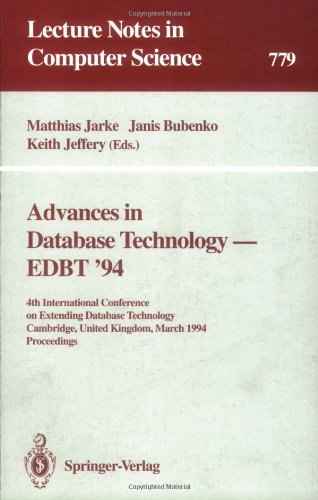 Lecture Notes in
Computer Science
779
Matthias Jarke Janis Bubenko
Keith Jeffery (Eds.)
Advances in
Database Technology —
EDBT '94
4th International Conference
on Extending Database Technology
Cambridge, United Kingdom, March 1994
Proceedings
Springer-Verlag